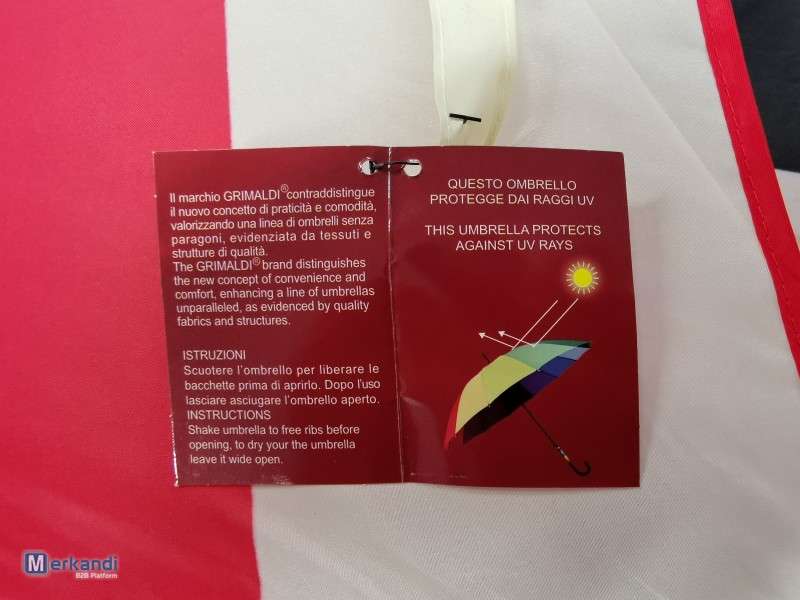 Il marchio GRIMALDI® contraddistingue
il nuovo concetto di praticità e comodità,
valorizzando una linea di ombrelli senza
paragoni, evidenziata da tessuti e
strutture di qualità.
The GRIMALDI® brand distinguishes
the new concept of convenience and
comfort, enhancing a line of umbrellas
unparalleled, as evidenced by quality
fabrics and structures.
ISTRUZIONI
Scuotere l'ombrello per liberare le
bacchette prima di aprirlo. Dopo l'uso
lasciare asciugare l'ombrello aperto.
INSTRUCTIONS
Shake umbrella to free ribs before
opening, to dry your the umbrella
leave it wide open.
QUESTO OMBRELLO
PROTEGGE DAI RAGGI UV
THIS UMBRELLA PROTECTS
AGAINST UV RAYS
Merkandi
B2B Platform